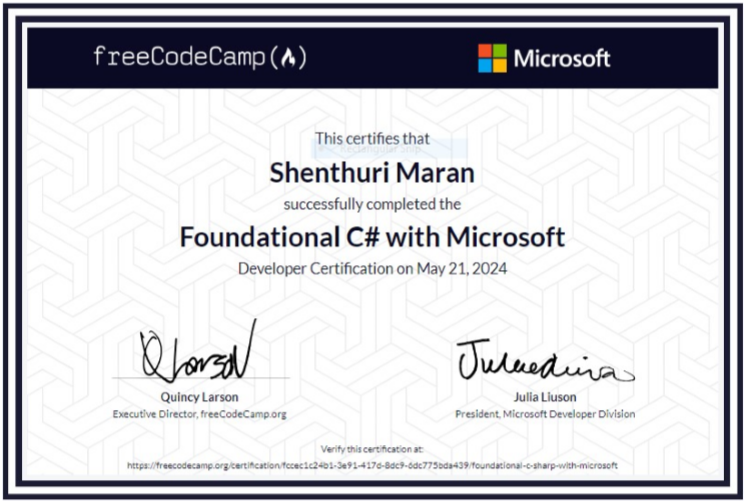 freeCodeCamp Microsoft
This certifies that
Shenthuri Maran
successfully completed the
Foundational C# with Microsoft
Developer Certification on May 21, 2024
Quincy Larson
Executive Director, freeCodeCamp.org
Julia Liuson
President, Microsoft Developer Division
Verify this certification at:
https://freecodecamp.org/certification/fccec1c24b1-3e91-417d-8dc9-6dc775bda439/foundational-c-sharp-with-microsoft